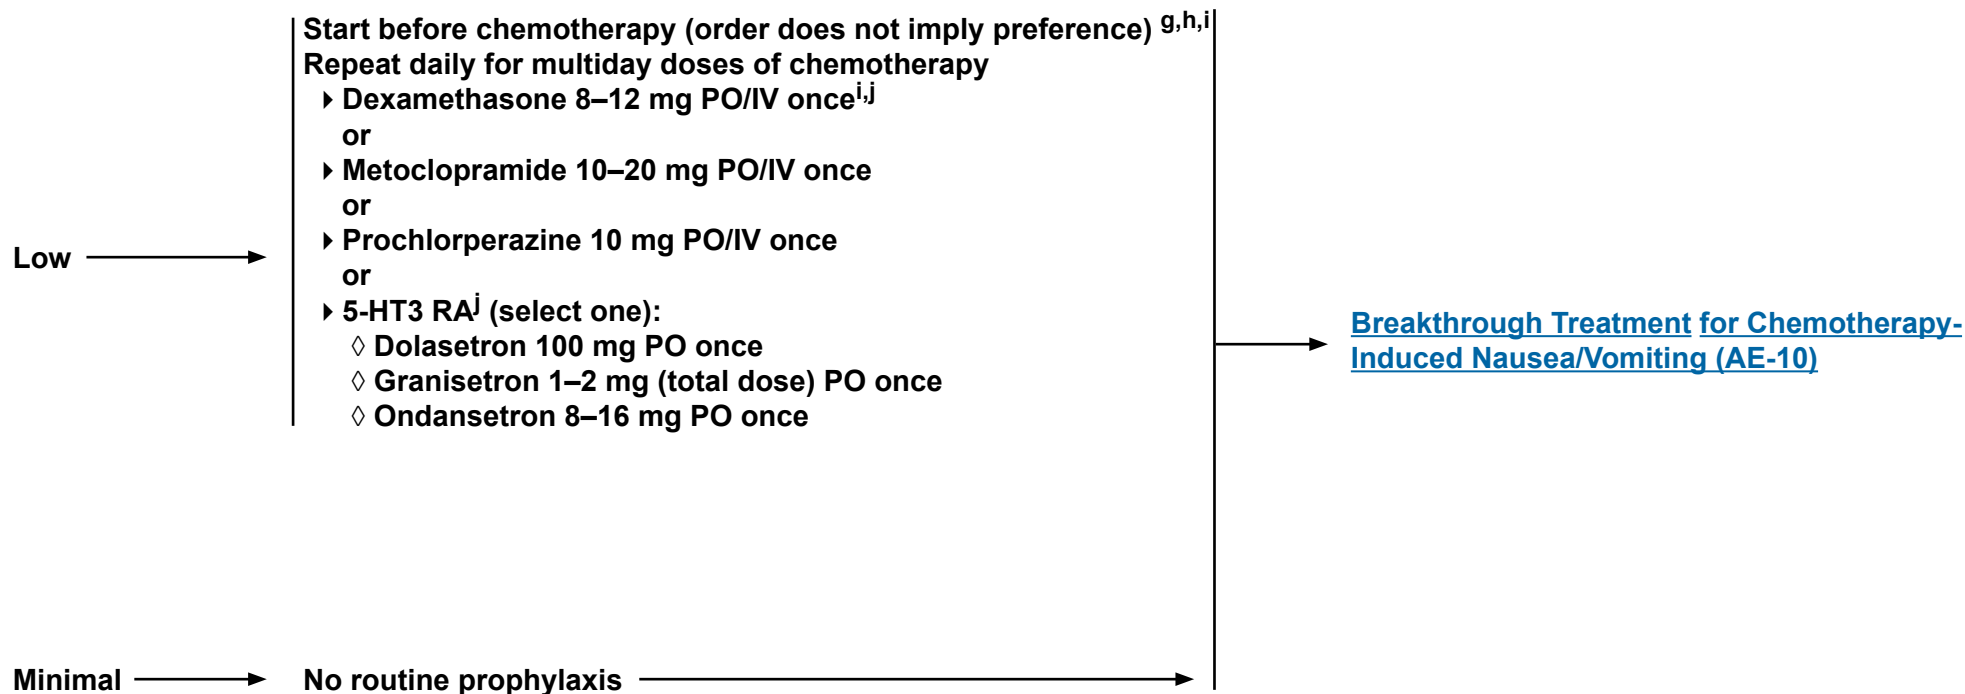 Start before chemotherapy (order does not imply preference) g,h,i
Repeat daily for multiday doses of chemotherapy
▸ Dexamethasone 8–12 mg PO/IV once i,j
or
▸ Metoclopramide 10–20 mg PO/IV once
or
▸ Prochlorperazine 10 mg PO/IV once
Low
or
▸ 5-HT3 RA j (select one):
◊ Dolasetron 100 mg PO once
◊ Granisetron 1–2 mg (total dose) PO once
◊ Ondansetron 8–16 mg PO once
Breakthrough Treatment for Chemotherapy-
Induced Nausea/Vomiting (AE-10)
Minimal
No routine prophylaxis